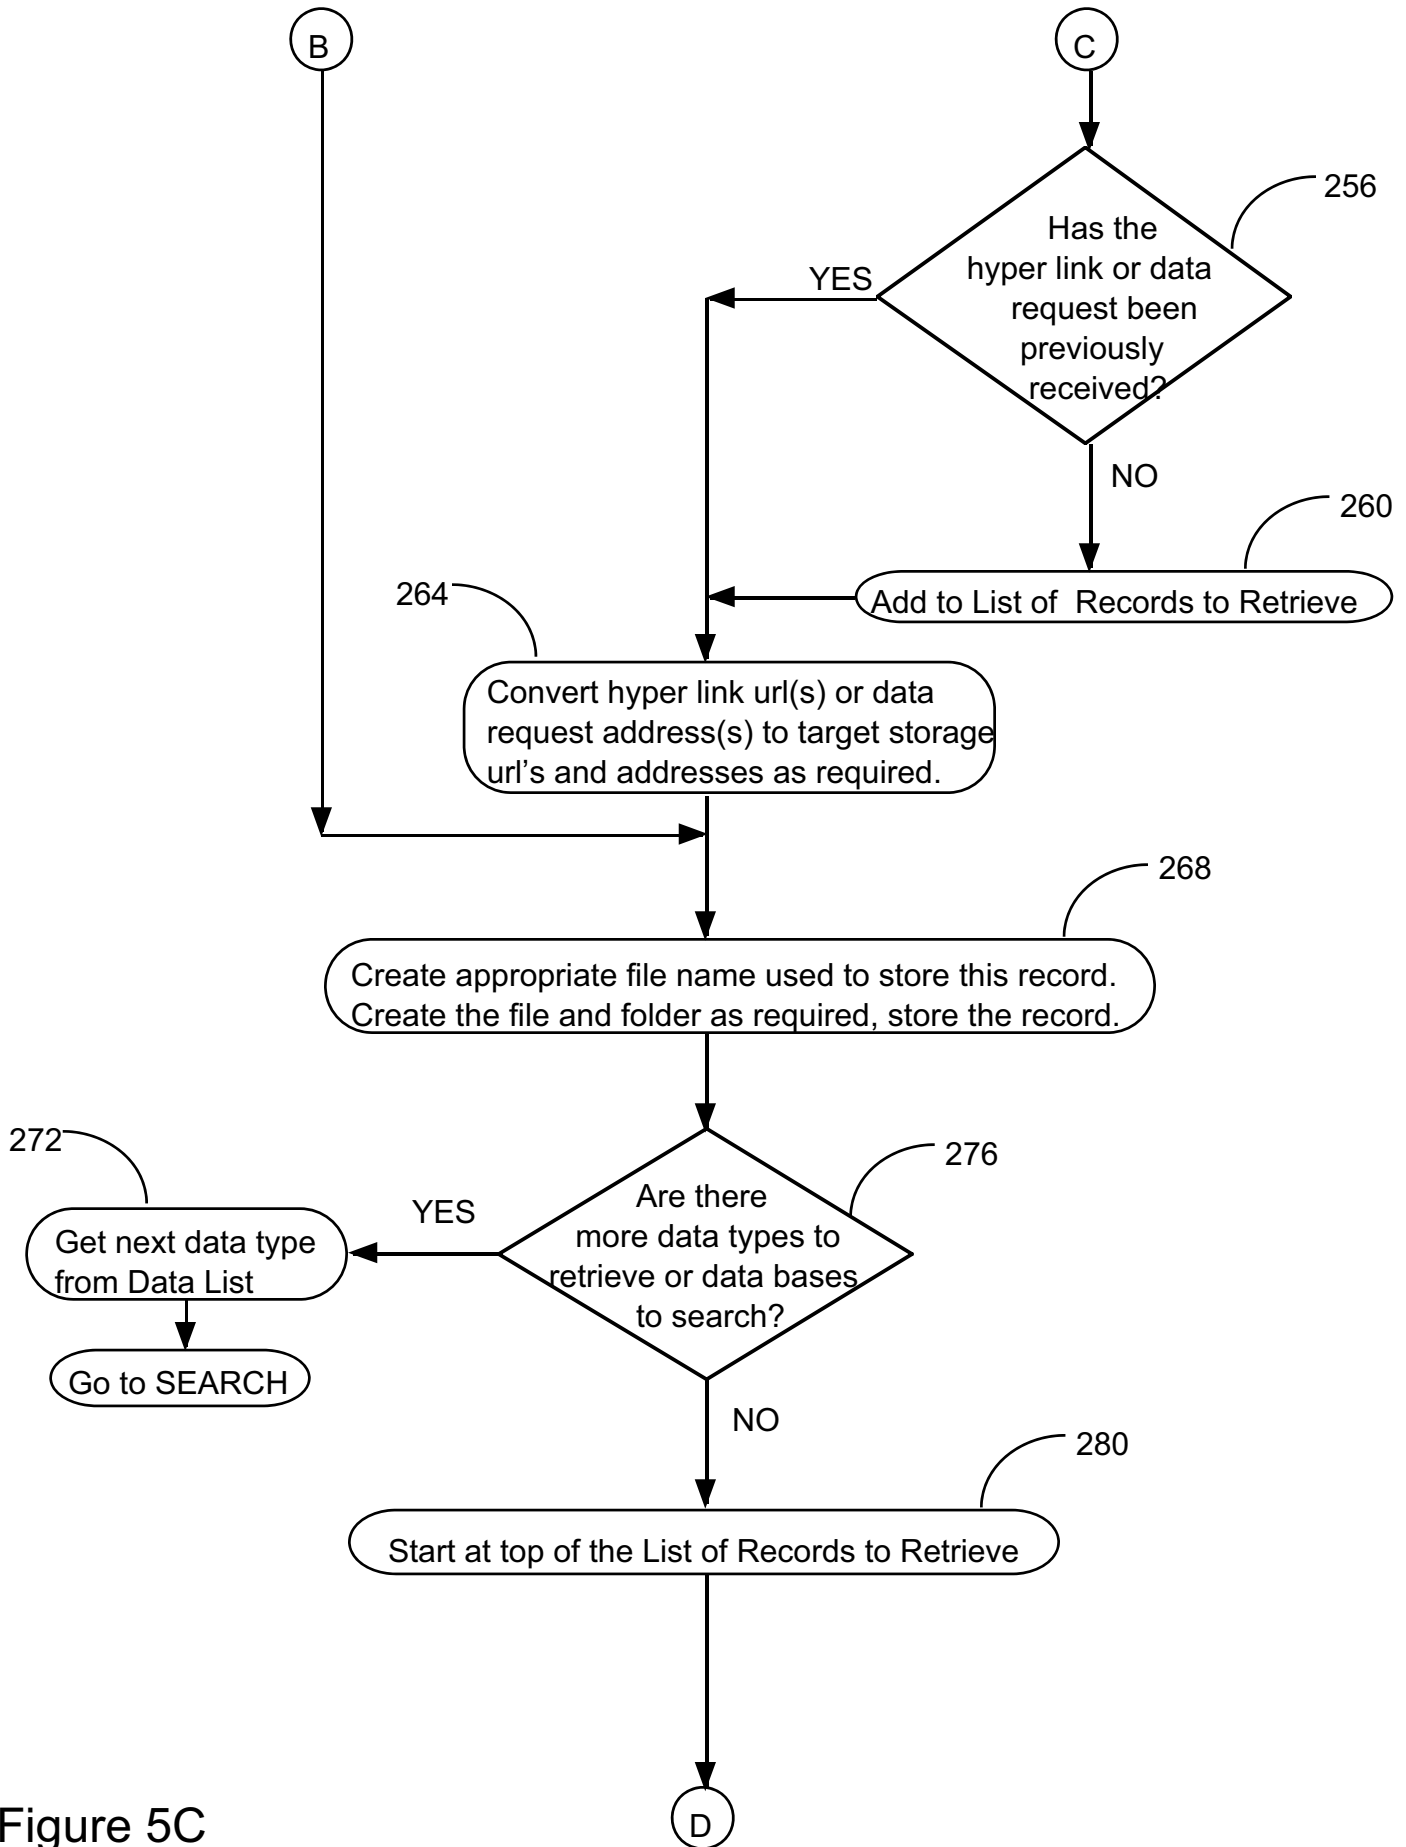 B
C
256
Has the
hyper link or data
request been
previously
received?
YES
NO
260
Add to List of  Records to Retrieve
264
Convert hyper link url(s) or data
request address(s) to target storage
url's and addresses as required.
268
Create appropriate file name used to store this record.
Create the file and folder as required, store the record.
272
276
YES
Are there
more data types to
retrieve or data bases
to search?
Get next data type
from Data List
Go to SEARCH
NO
280
Start at top of the List of Records to Retrieve
D
Figure 5C